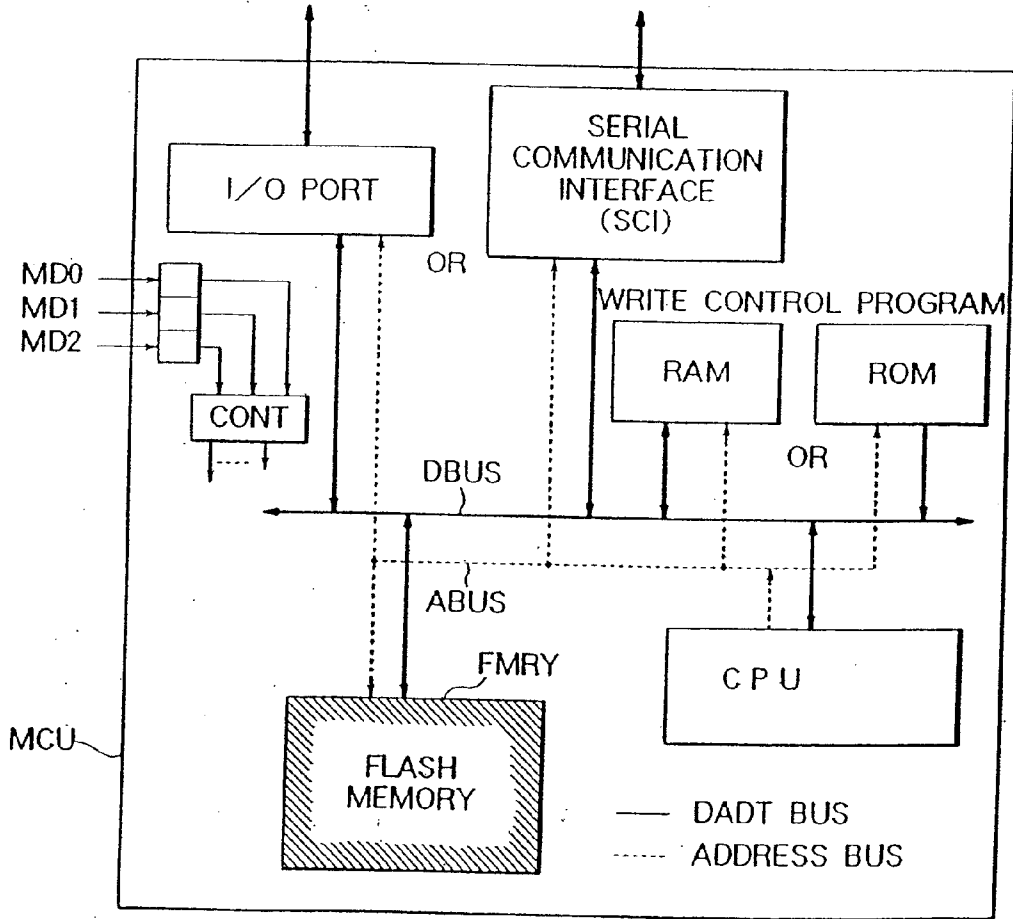 SERIAL
COMMUNICATION
INTERFACE
(SCI)
I/O PORT
OR
MD0
MD1
MD2
WRITE CONTROL PROGRAM
RAM
ROM
CONT
OR
DBUS
ABUS
FMRY
CPU
MCU
FLASH
MEMORY
DADT BUS
ADDRESS BUS